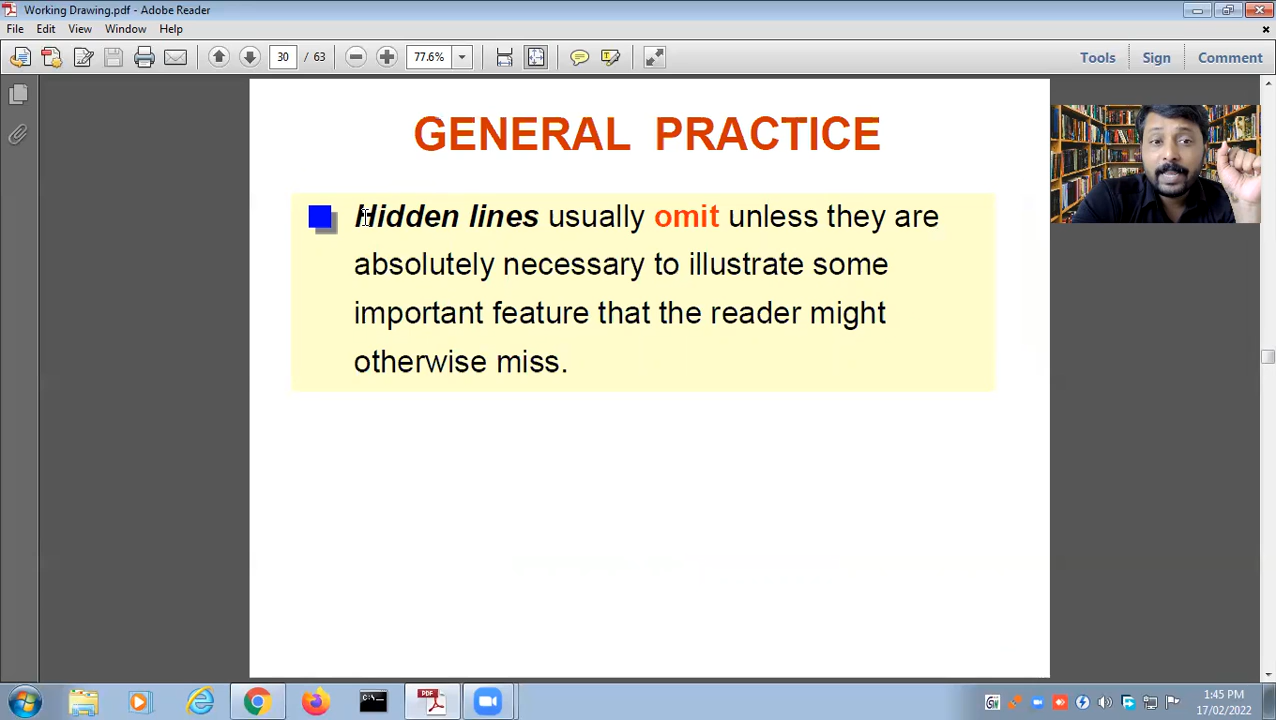 Working Drawing.pdf - Adobe Reader
File Edit View Window Help
30 / 63 77.6% Tools Sign Comment
GENERAL PRACTICE
Hidden lines usually omit unless they are
absolutely necessary to illustrate some
important feature that the reader might
otherwise miss.
PDF
1:45 PM
17/02/2022